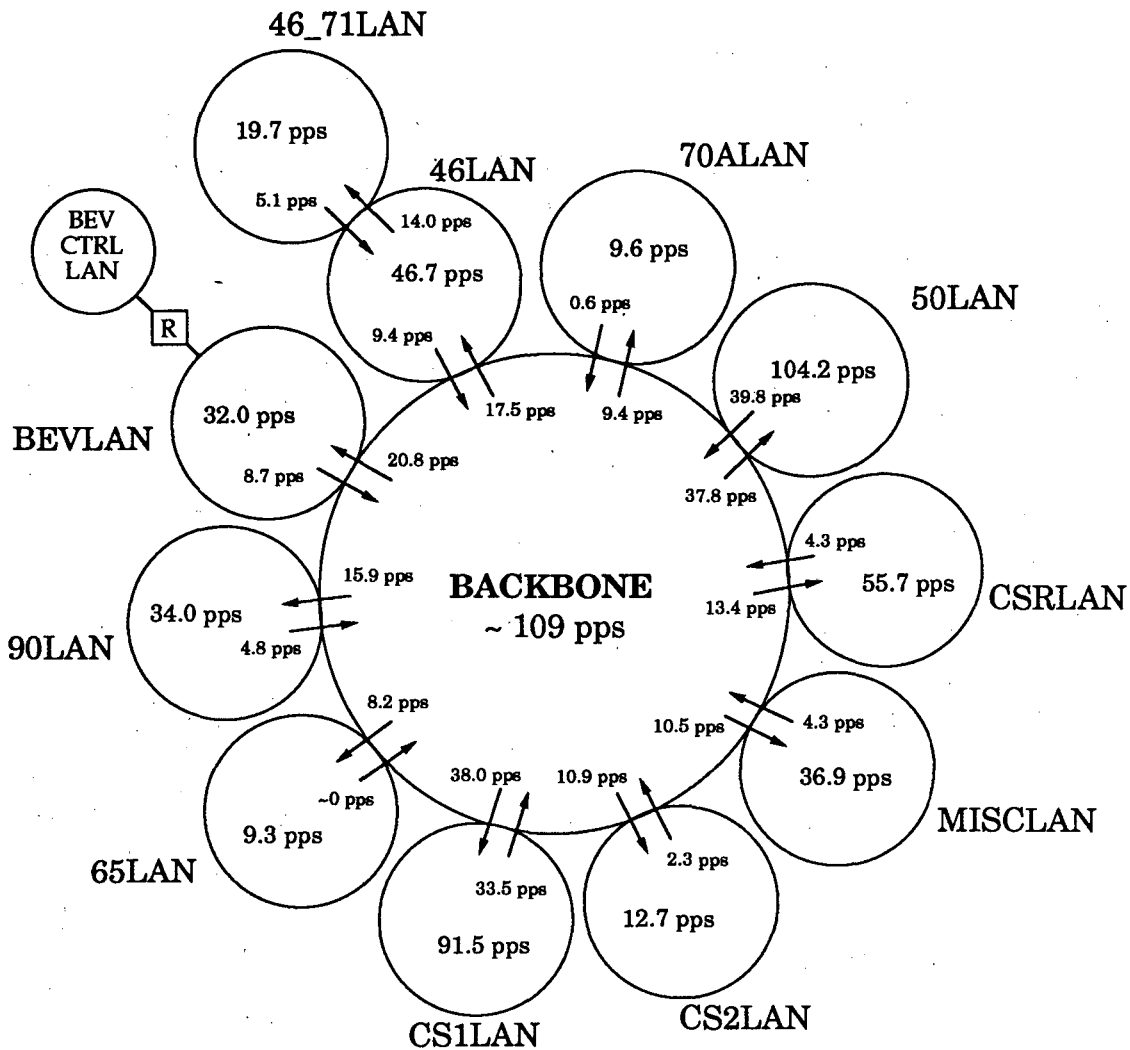 46_71LAN
19.7 pps
5.1 pps
14.0 pps
46LAN
46.7 pps
9.4 pps
17.5 pps
70ALAN
9.6 pps
0.6 pps
9.4 pps
50LAN
104.2 pps
39.8 pps
37.8 pps
BEV
CTRL
LAN
R
BEVLAN
32.0 pps
8.7 pps
20.8 pps
BACKBONE
~ 109 pps
CSRLAN
55.7 pps
4.3 pps
13.4 pps
90LAN
34.0 pps
15.9 pps
4.8 pps
MISCLAN
36.9 pps
10.5 pps
4.3 pps
65LAN
9.3 pps
8.2 pps
~0 pps
CS1LAN
91.5 pps
38.0 pps
33.5 pps
CS2LAN
12.7 pps
10.9 pps
2.3 pps